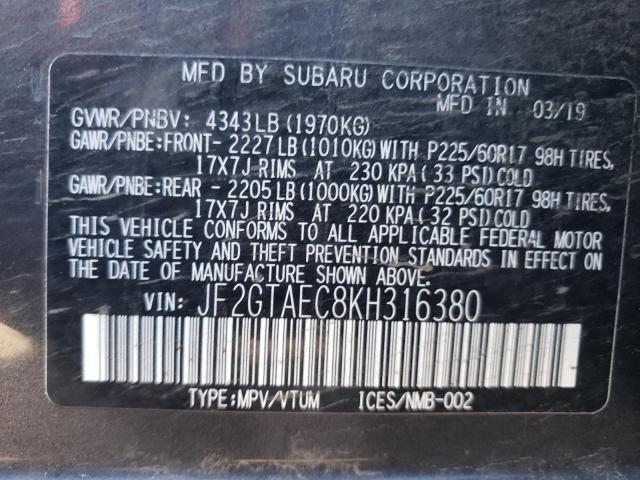 MFD BY SUBARU CORPORATION
MFD IN 03/19
GVWR/PNBV: 4343LB(1970KG)
GAWR/PNBE:FRONT- 2227LB(1010KG)WITH P225/60R17 98H TIRES,
17X7J RIMS AT 230 KPA(33 PSI)COLD
GAWR/PNBE:REAR - 2205LB(1000KG)WITH P225/60R17 98H TIRES,
17X7J RIMS AT 220 KPA(32 PSI)COLD
THIS VEHICLE CONFORMS TO ALL APPLICABLE FEDERAL MOTOR
VEHICLE SAFETY AND THEFT PREVENTION STANDARDS IN EFFECT ON
THE DATE OF MANUFACTURE SHOWN ABOVE.
VIN: JF2GTAEC8KH316380
TYPE:MPV/VTUM ICES/NMB-002